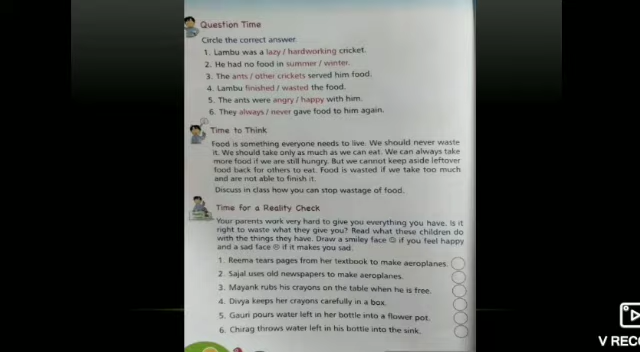 Question Time
Circle the correct answer.
1. Lambu was a lazy / hardworking cricket.
2. He had no food in summer / winter.
3. The ants / other crickets served him food.
4. Lambu finished / wasted the food.
5. The ants were angry / happy with him.
6. They always / never gave food to him again.
Time to Think
Food is something everyone needs to live. We should never waste
it. We should take only as much as we can eat. We can always take
more food if we are still hungry. But we cannot keep aside leftover
food back for others to eat. Food is wasted if we take too much
and are not able to finish it.
Discuss in class how you can stop wastage of food.
Time for a Reality Check
Your parents work very hard to give you everything you have. Is it
right to waste what they give you? Read what these children do
with the things they have. Draw a smiley face ☺ if you feel happy
and a sad face ☹ if it makes you sad.
1. Reema tears pages from her textbook to make aeroplanes.
2. Sajal uses old newspapers to make aeroplanes.
3. Mayank rubs his crayons on the table when he is free.
4. Divya keeps her crayons carefully in a box.
5. Gauri pours water left in her bottle into a flower pot.
6. Chirag throws water left in his bottle into the sink.
V RECO